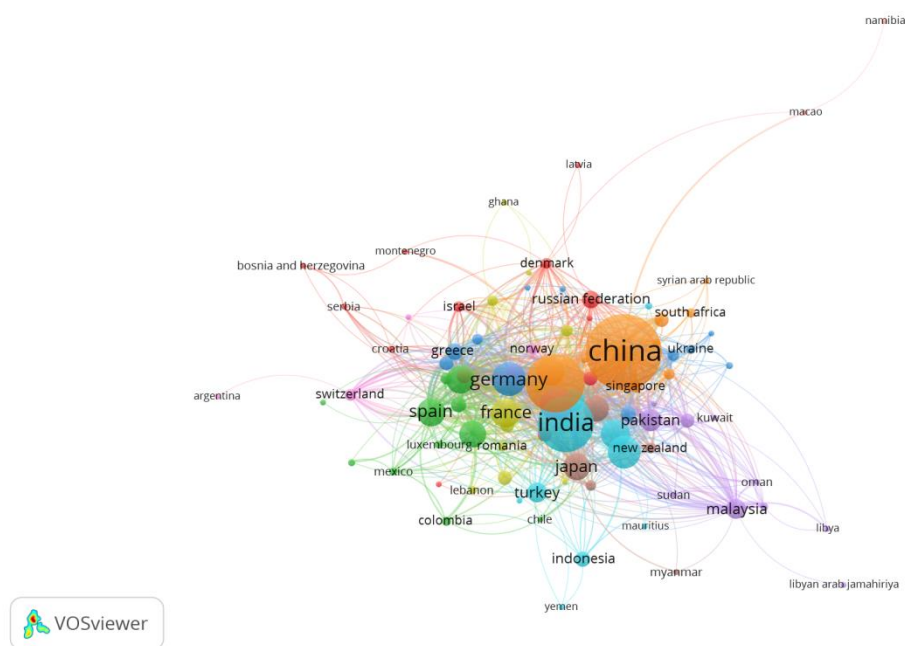 namibia
macao
latvia
ghana
montenegro
denmark
bosnia and herzegovina
syrian arab republic
russian federation
serbia
israel
south africa
croatia
greece
norway
china
ukraine
germany
singapore
argentina
switzerland
spain
france
india
pakistan
kuwait
luxembourg
romania
new zealand
japan
mexico
lebanon
turkey
sudan
oman
malaysia
colombia
chile
mauritius
libya
indonesia
myanmar
libyan arab jamahiriya
yemen
VOSviewer